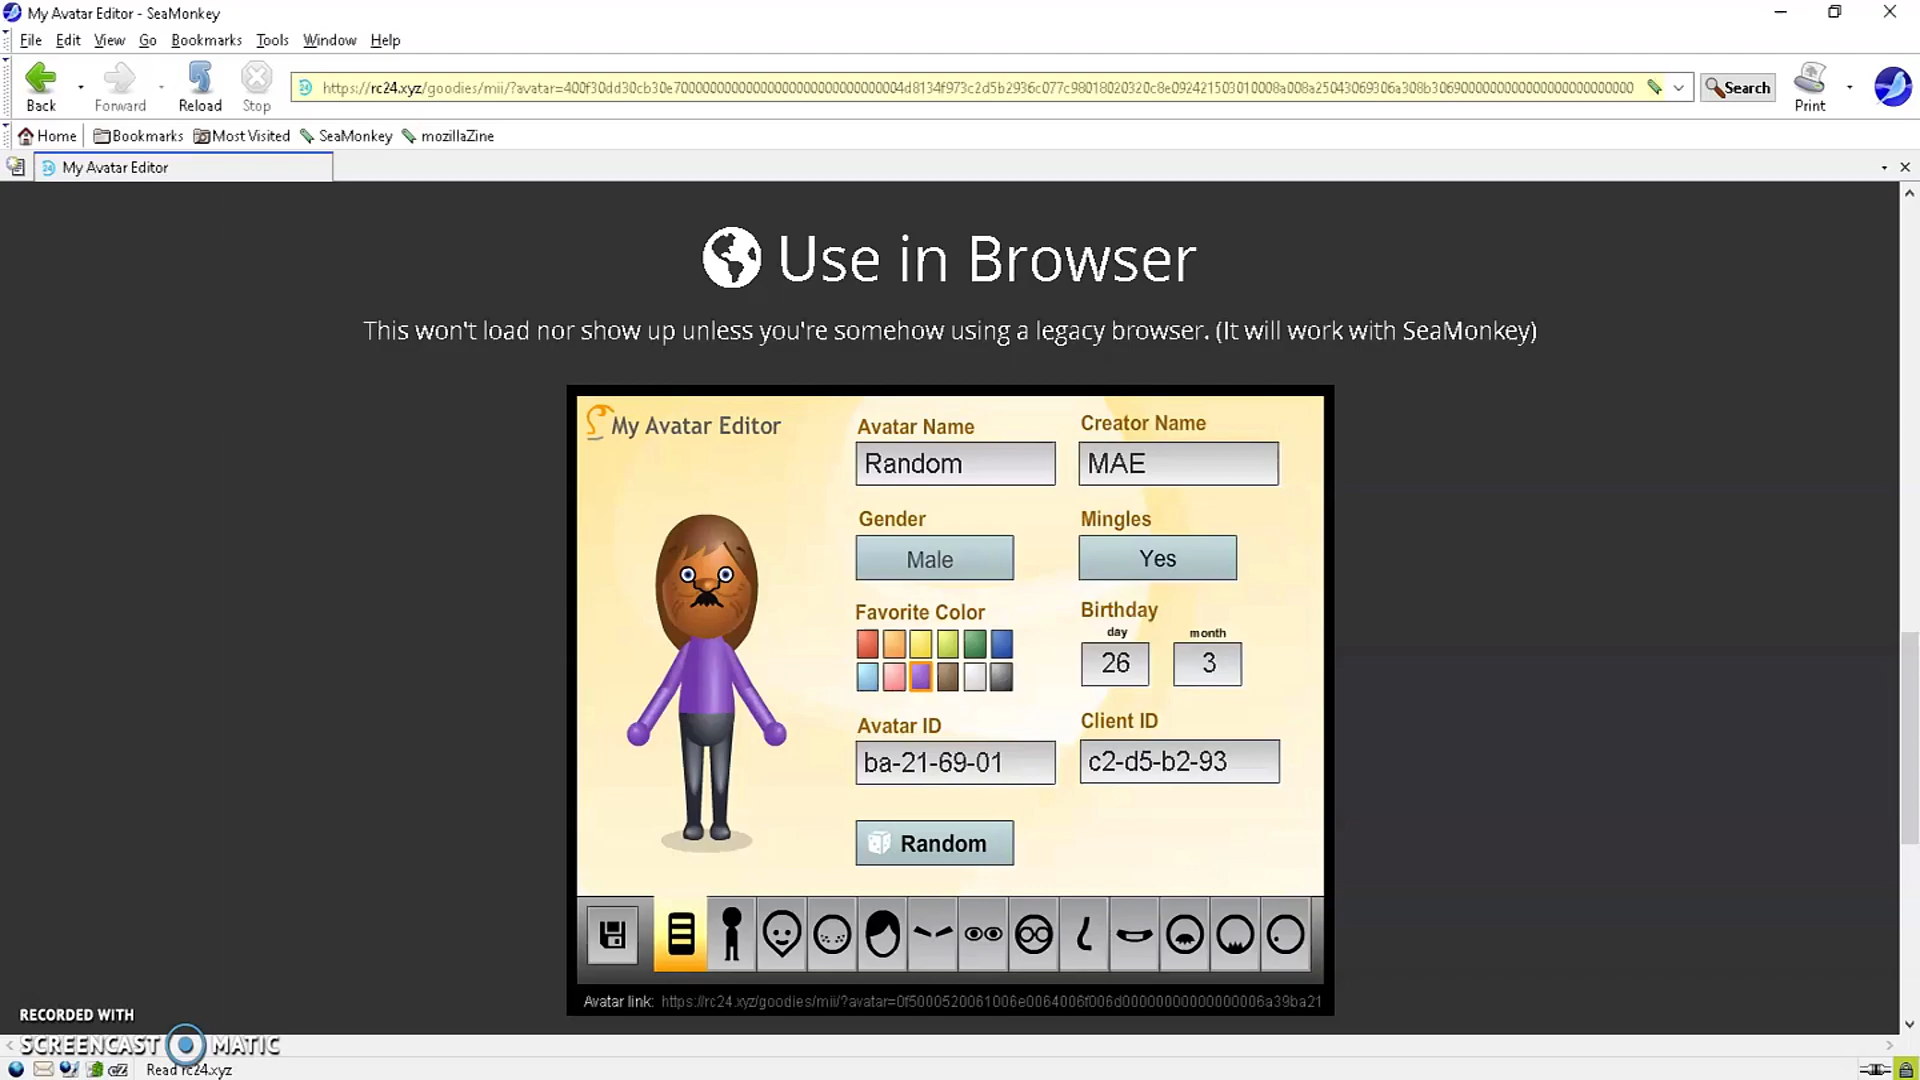 My Avatar Editor - SeaMonkey
File Edit View Go Bookmarks Tools Window Help
Back Forward Reload Stop
Search Print
Home Bookmarks Most Visited SeaMonkey mozillaZine
My Avatar Editor
Use in Browser
This won't load nor show up unless you're somehow using a legacy browser. (It will work with SeaMonkey)
My Avatar Editor
Avatar Name Creator Name
Random MAE
Gender Mingles
Male Yes
Favorite Color Birthday
day month
26 3
Avatar ID Client ID
ba-21-69-01 c2-d5-b2-93
Random
Avatar link:
RECORDED WITH
SCREENCAST MATIC
Read rc24.xyz